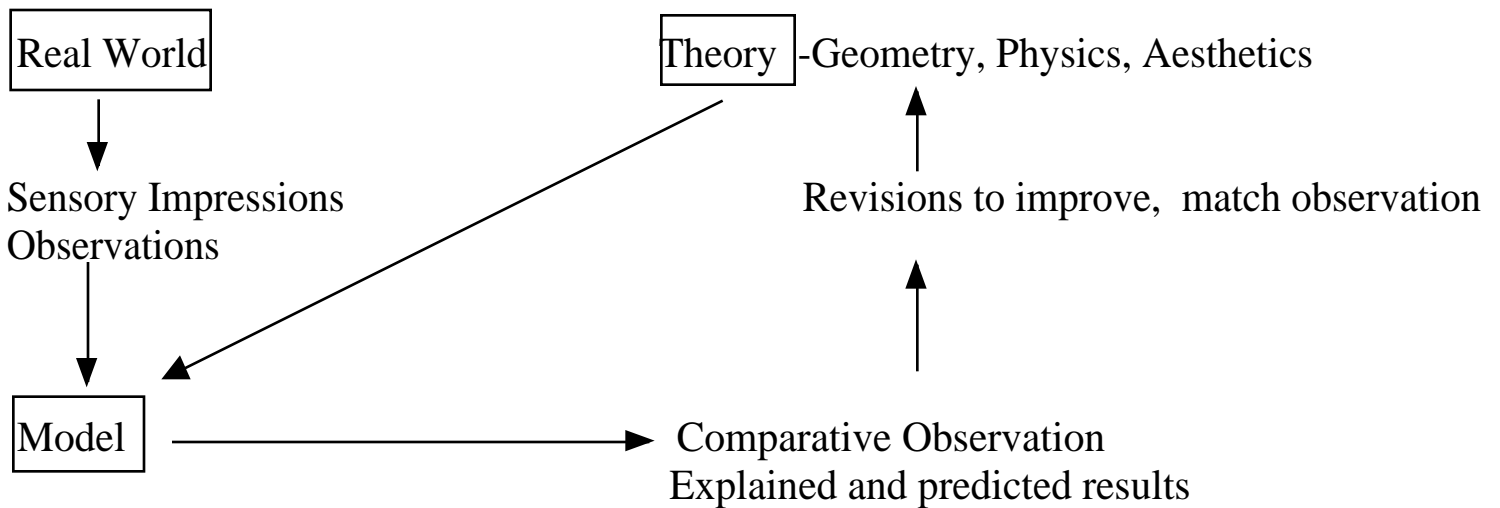 Real World
Theory -Geometry, Physics, Aesthetics
Sensory Impressions
Observations
Revisions to improve, match observation
Model
Comparative Observation
Explained and predicted results